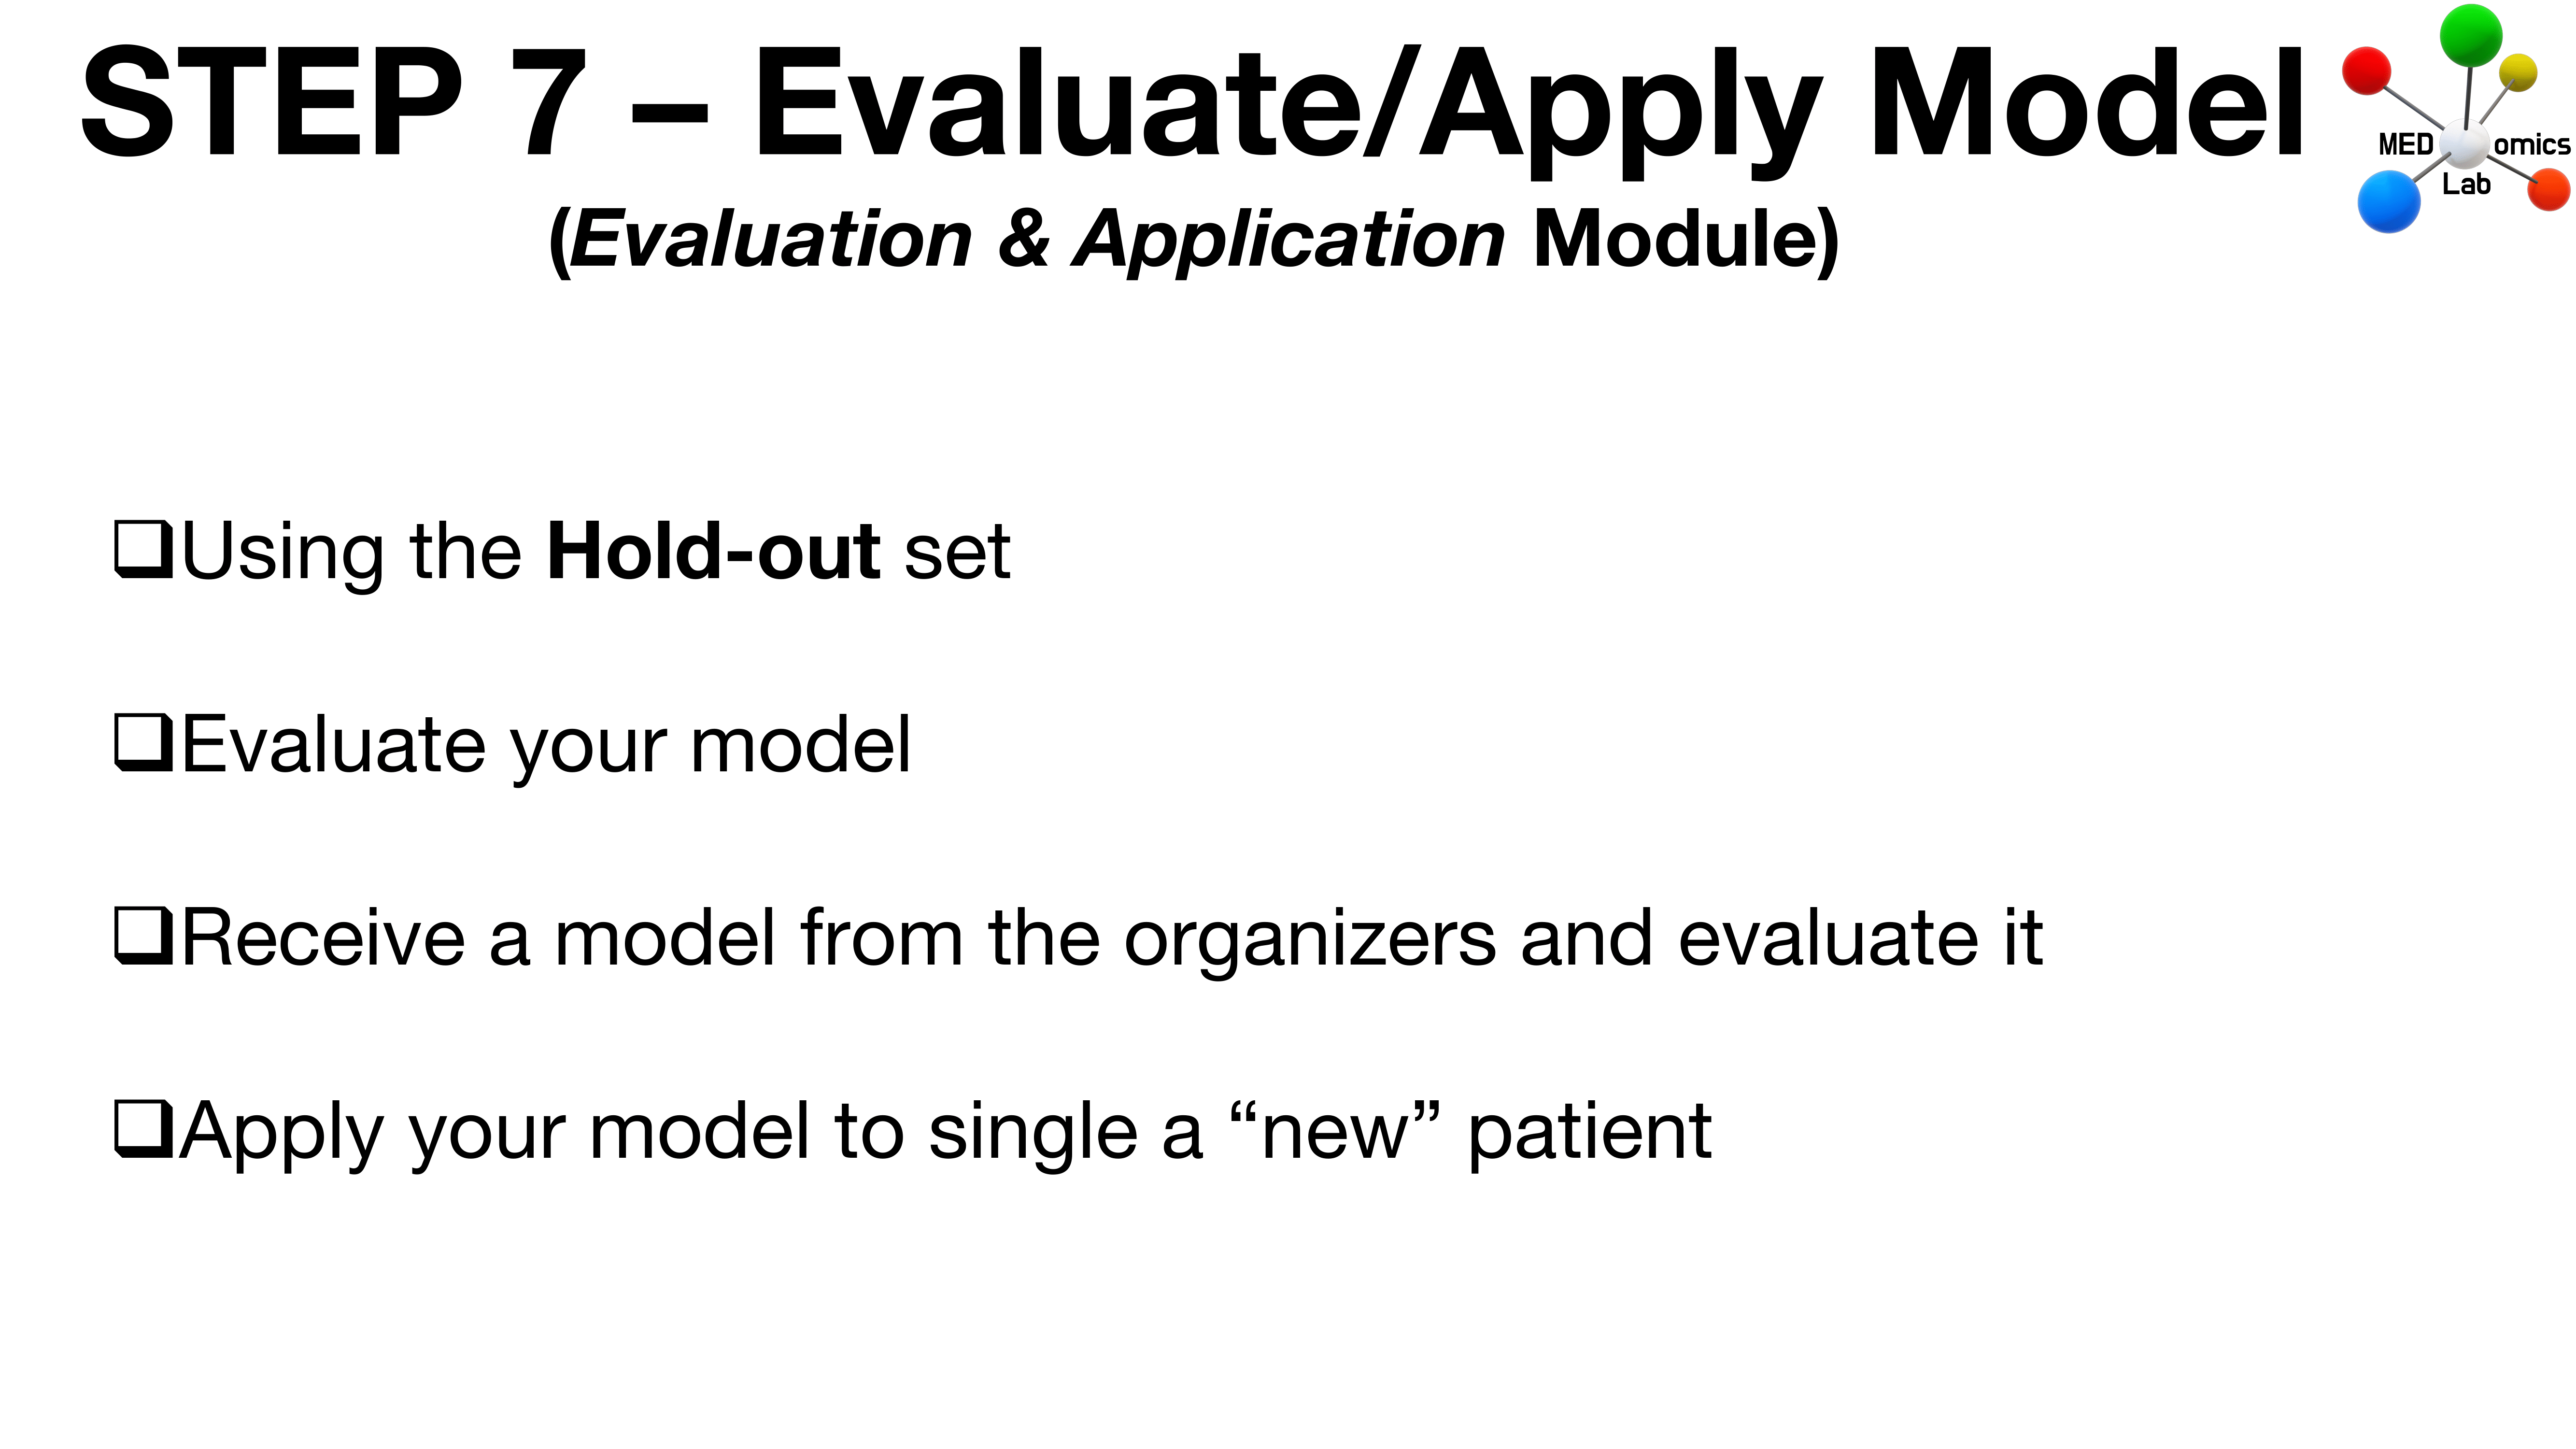 STEP 7 – Evaluate/Apply Model
(Evaluation & Application Module)
MED omics
Lab
❑Using the Hold-out set
❑Evaluate your model
❑Receive a model from the organizers and evaluate it
❑Apply your model to single a “new” patient